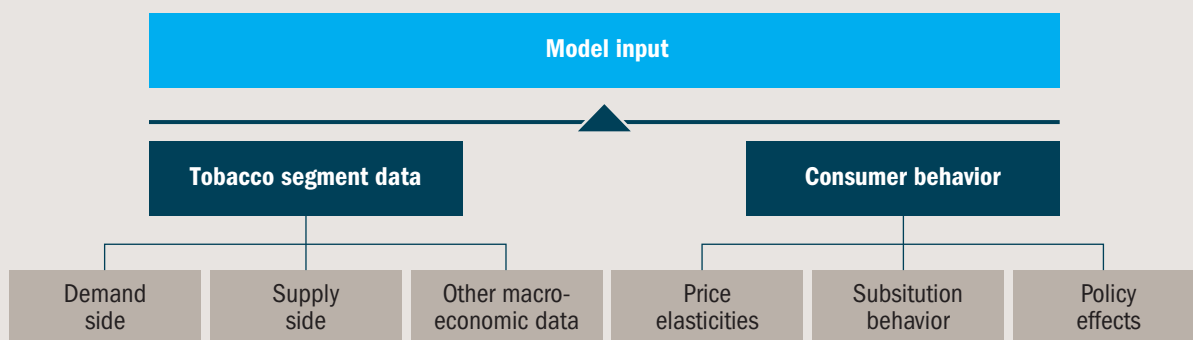 Model input
Tobacco segment data
Consumer behavior
Demand
side
Supply
side
Other macro-
economic data
Price
elasticities
Subsitution
behavior
Policy
effects